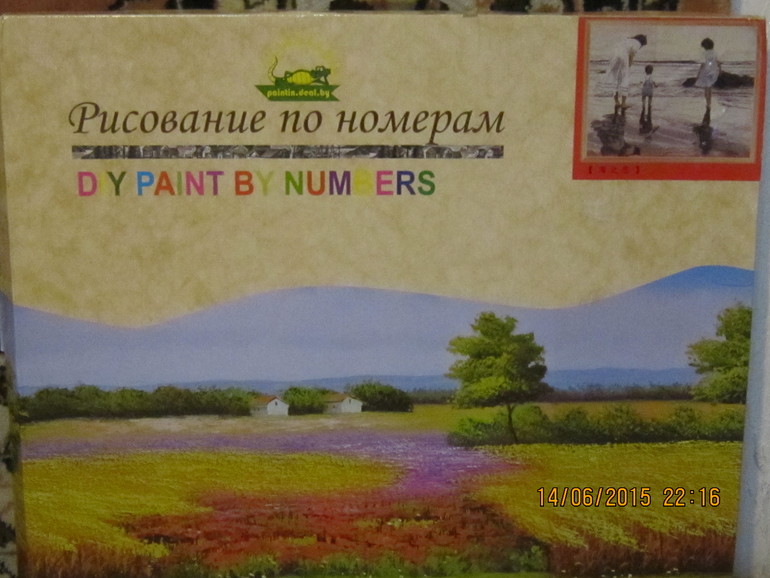 paintis.deal.by
Рисование по номерам
DIY PAINT BY NUMBERS
14/06/2015 22:16